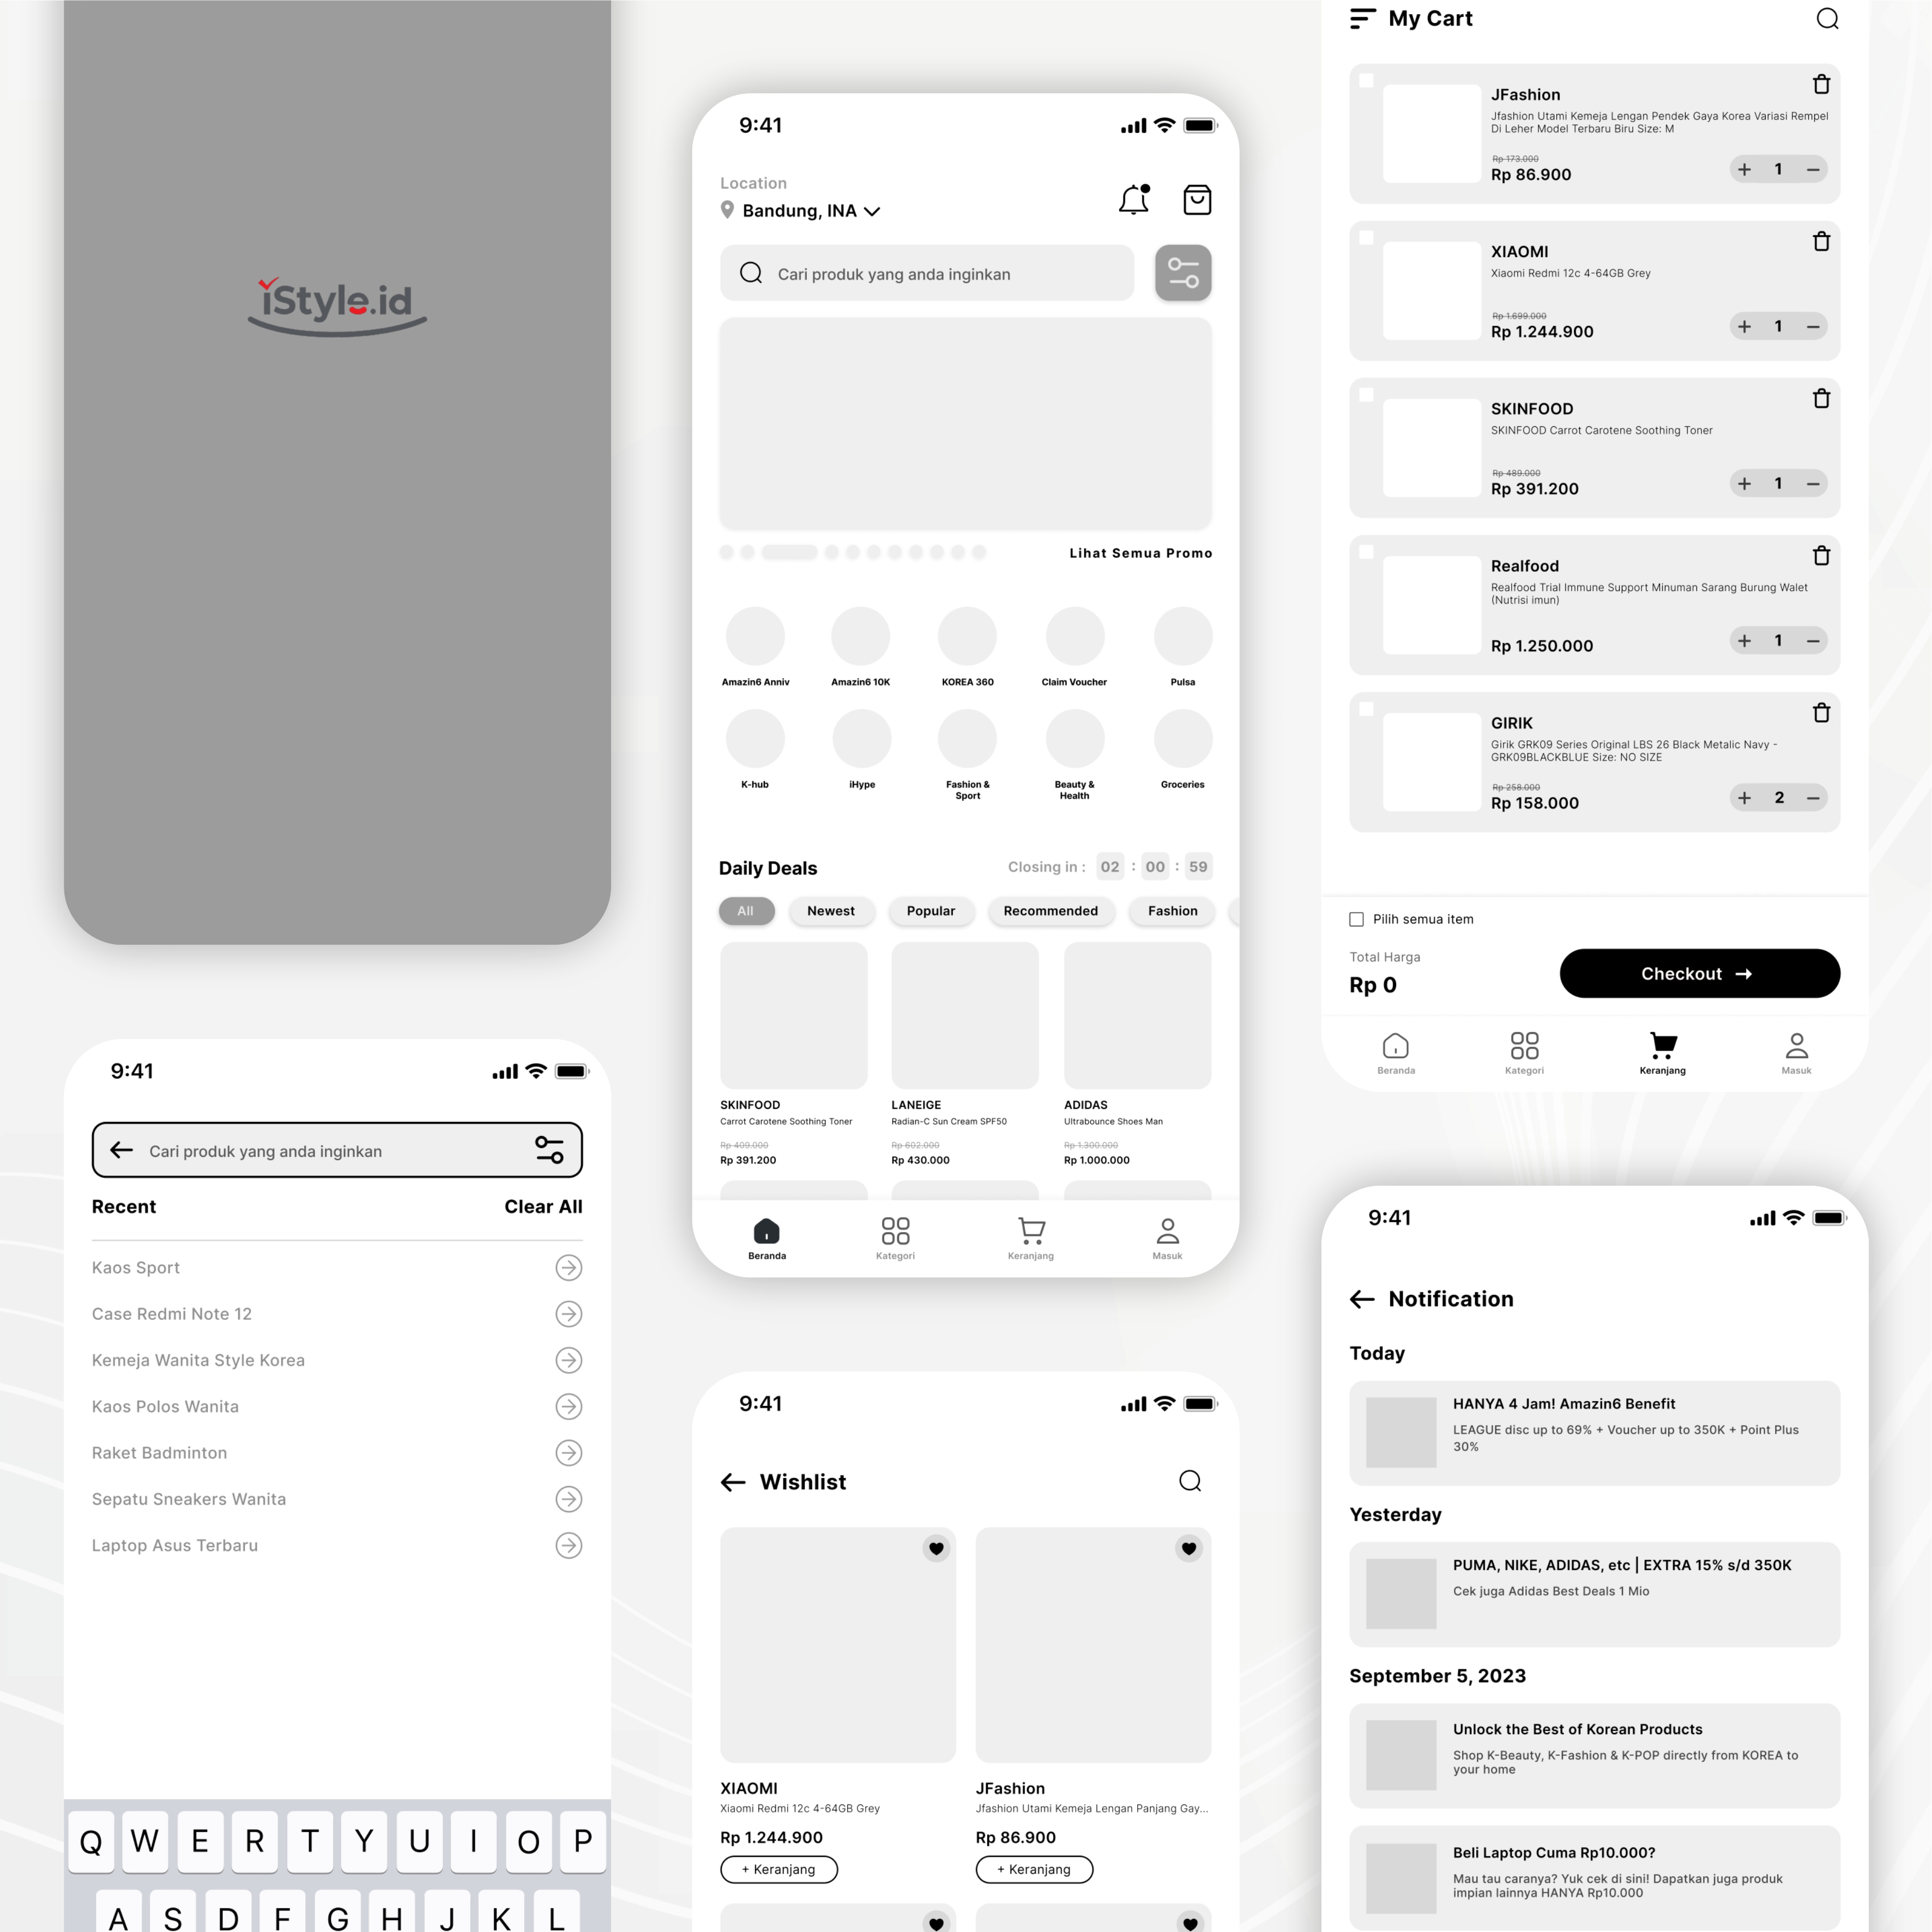 iStyle.id
9:41
Cari produk yang anda inginkan
Recent
Clear All
Kaos Sport
Case Redmi Note 12
Kemeja Wanita Style Korea
Kaos Polos Wanita
Raket Badminton
Sepatu Sneakers Wanita
Laptop Asus Terbaru
Q W E R T Y U I O P
A S D F G H J K L
9:41
Location
Bandung, INA
Cari produk yang anda inginkan
Lihat Semua Promo
Amazin6 Anniv
Amazin6 10K
KOREA 360
Claim Voucher
Pulsa
K-hub
iHype
Fashion &
Sport
Beauty &
Health
Groceries
Daily Deals
Closing in : 02 : 00 : 59
All
Newest
Popular
Recommended
Fashion
SKINFOOD
Carrot Carotene Soothing Toner
Rp 409.000
Rp 391.200
LANEIGE
Radian-C Sun Cream SPF50
Rp 602.000
Rp 430.000
ADIDAS
Ultrabounce Shoes Man
Rp 1.300.000
Rp 1.000.000
Beranda
Kategori
Keranjang
Masuk
9:41
Wishlist
XIAOMI
Xiaomi Redmi 12c 4-64GB Grey
Rp 1.244.900
+ Keranjang
JFashion
Jfashion Utami Kemeja Lengan Panjang Gay...
Rp 86.900
+ Keranjang
My Cart
JFashion
Jfashion Utami Kemeja Lengan Pendek Gaya Korea Variasi Rempel
Di Leher Model Terbaru Biru Size: M
Rp 173.000
Rp 86.900
+ 1 −
XIAOMI
Xiaomi Redmi 12c 4-64GB Grey
Rp 1.699.000
Rp 1.244.900
+ 1 −
SKINFOOD
SKINFOOD Carrot Carotene Soothing Toner
Rp 489.000
Rp 391.200
+ 1 −
Realfood
Realfood Trial Immune Support Minuman Sarang Burung Walet
(Nutrisi imun)
Rp 1.250.000
+ 1 −
GIRIK
Girik GRK09 Series Original LBS 26 Black Metalic Navy -
GRK09BLACKBLUE Size: NO SIZE
Rp 258.000
Rp 158.000
+ 2 −
Pilih semua item
Total Harga
Rp 0
Checkout →
Beranda
Kategori
Keranjang
Masuk
9:41
Notification
Today
HANYA 4 Jam! Amazin6 Benefit
LEAGUE disc up to 69% + Voucher up to 350K + Point Plus
30%
Yesterday
PUMA, NIKE, ADIDAS, etc | EXTRA 15% s/d 350K
Cek juga Adidas Best Deals 1 Mio
September 5, 2023
Unlock the Best of Korean Products
Shop K-Beauty, K-Fashion & K-POP directly from KOREA to
your home
Beli Laptop Cuma Rp10.000?
Mau tau caranya? Yuk cek di sini! Dapatkan juga produk
impian lainnya HANYA Rp10.000